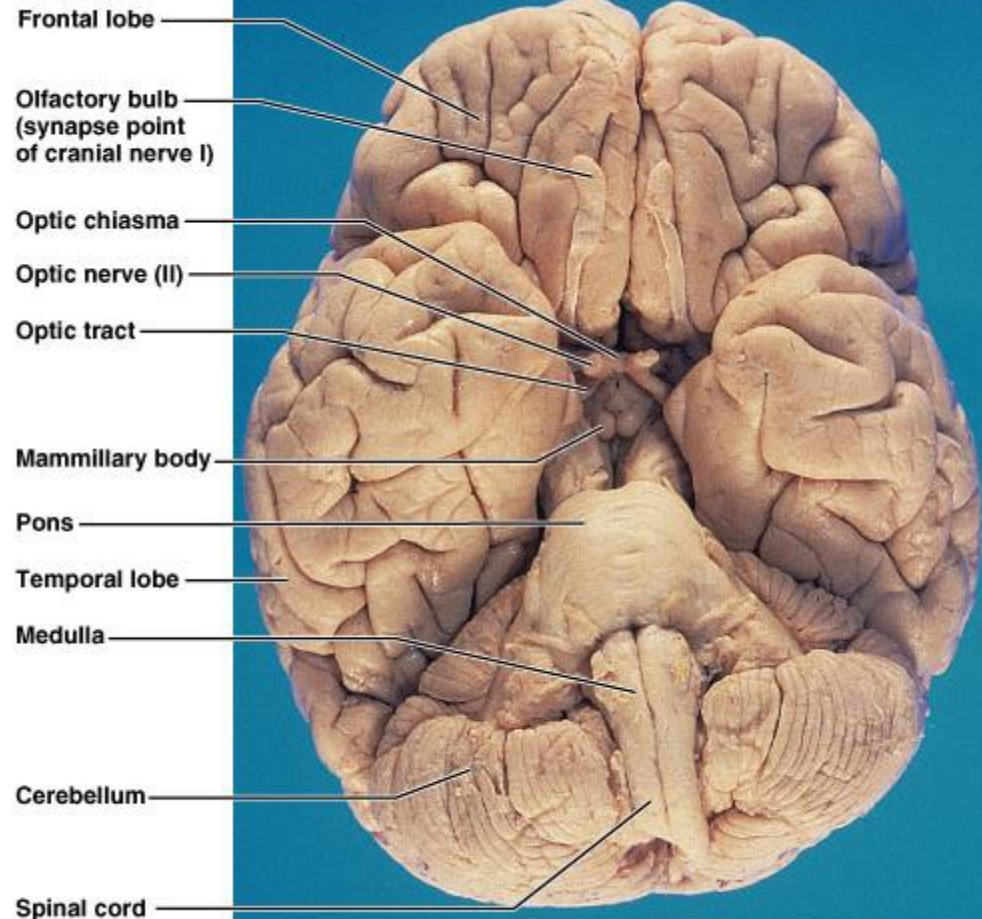 Frontal lobe
Olfactory bulb
(synapse point
of cranial nerve I)
Optic chiasma
Optic nerve (II)
Optic tract
Mammillary body
Pons
Temporal lobe
Medulla
Cerebellum
Spinal cord